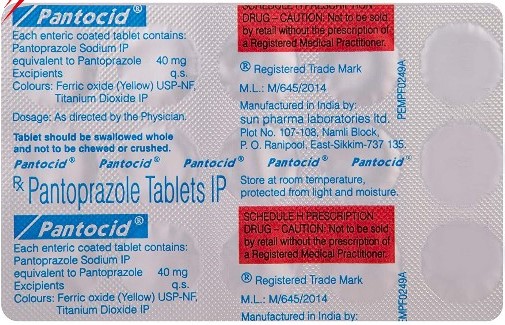 Pantocid®
Each enteric coated tablet contains:
Pantoprazole Sodium IP
equivalent to Pantoprazole 40 mg
Excipients q.s.
Colours: Ferric oxide (Yellow) USP-NF,
Titanium Dioxide IP
Dosage: As directed by the Physician.
Tablet should be swallowed whole
and not to be chewed or crushed.
SCHEDULE H PRESCRIPTION
DRUG – CAUTION: Not to be sold
by retail without the prescription of
a Registered Medical Practitioner.
® Registered Trade Mark
M.L.: M/645/2014
Manufactured in India by:
sun pharma laboratories ltd.
Plot No. 107-108, Namli Block,
P. O. Ranipool, East-Sikkim-737 135.
PEMPF0249A
Pantocid® Pantocid® Pantocid® Pantocid® Pantocid®
℞ Pantoprazole Tablets IP
Store at room temperature,
protected from light and moisture.
Pantocid®
Each enteric coated tablet contains:
Pantoprazole Sodium IP
equivalent to Pantoprazole 40 mg
Excipients q.s.
Colours: Ferric oxide (Yellow) USP-NF,
Titanium Dioxide IP
SCHEDULE H PRESCRIPTION
DRUG – CAUTION: Not to be sold
by retail without the prescription of
a Registered Medical Practitioner.
® Registered Trade Mark
M.L.: M/645/2014
Manufactured in India by:
EMPF0249A